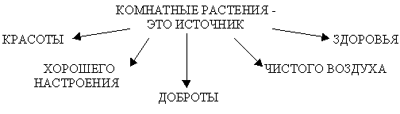 КОМНАТНЫЕ РАСТЕНИЯ -
ЭТО ИСТОЧНИК
КРАСОТЫ
ЗДОРОВЬЯ
ХОРОШЕГО
НАСТРОЕНИЯ
ЧИСТОГО ВОЗДУХА
ДОБРОТЫ